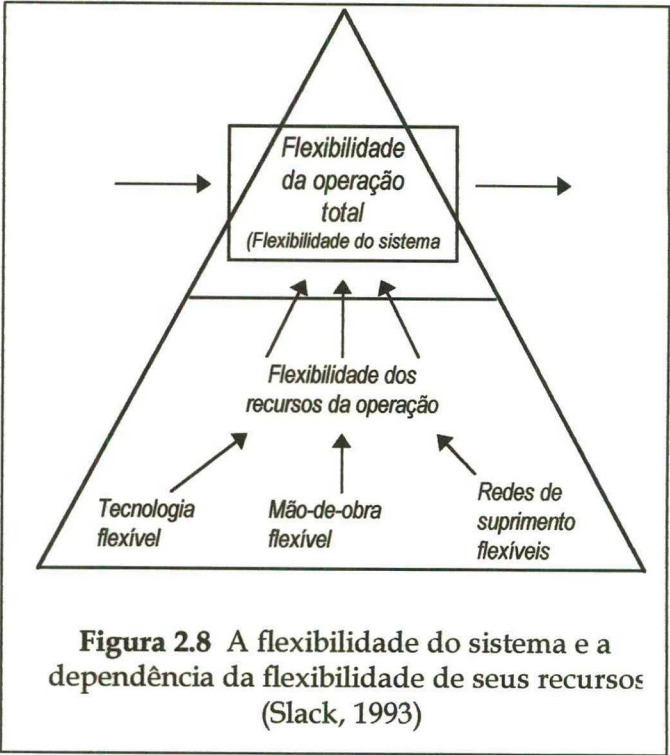 Flexibilidade
da operação
total
(Flexibilidade do sistema
Flexibilidade dos
recursos da operação
Tecnologia
flexível
Mão-de-obra
flexível
Redes de
suprimento
flexíveis
Figura 2.8 A flexibilidade do sistema e a
dependência da flexibilidade de seus recursos
(Slack, 1993)